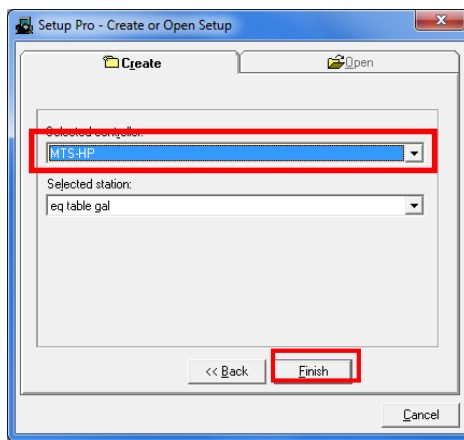 Setup Pro - Create or Open Setup
Create
Open
Selected controller:
MTS-HP
Selected station:
eq table gal
<< Back
Finish
Cancel